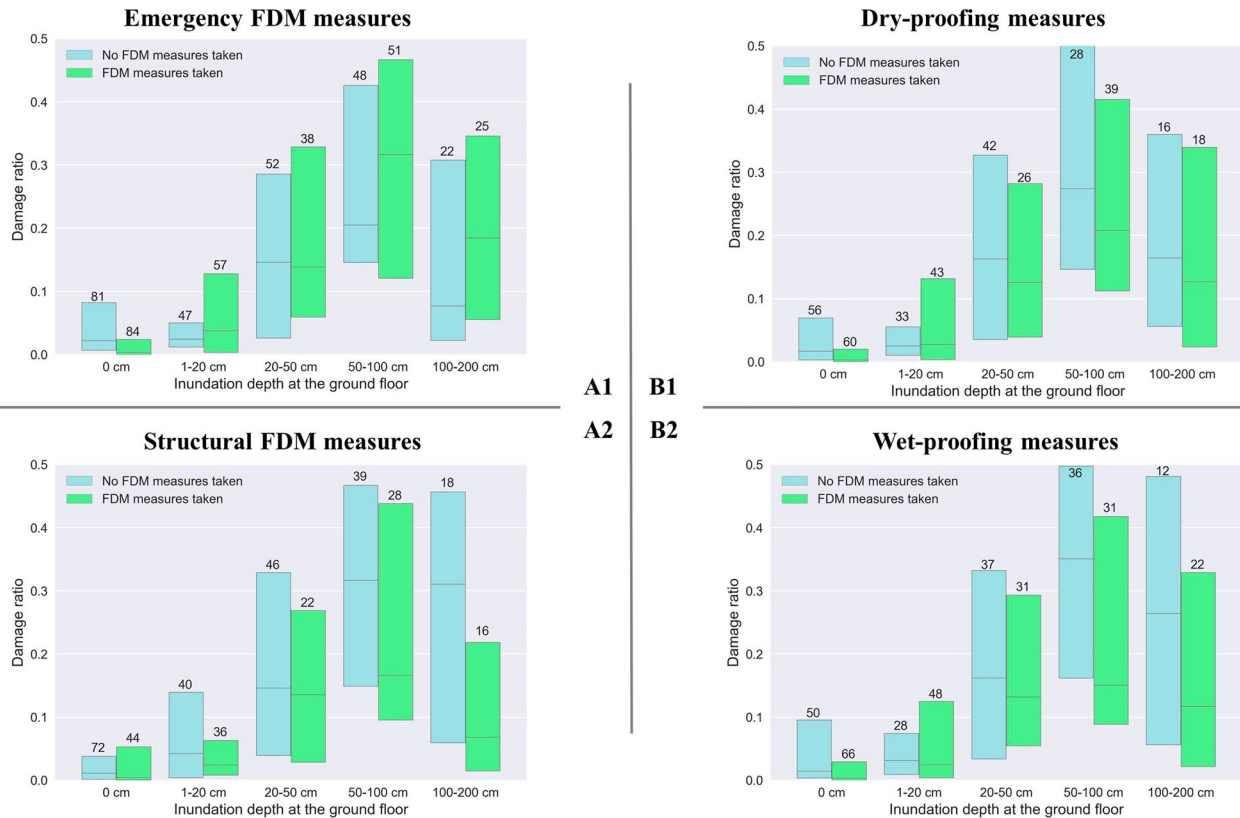 Emergency FDM measures
No FDM measures taken
FDM measures taken
Damage ratio
0.5
0.4
0.3
0.2
0.1
0.0
81
84
47
57
52
38
48
51
22
25
0 cm
1-20 cm
20-50 cm
50-100 cm
100-200 cm
Inundation depth at the ground floor
A1
Dry-proofing measures
No FDM measures taken
FDM measures taken
Damage ratio
0.5
0.4
0.3
0.2
0.1
0.0
56
60
33
43
42
26
28
39
16
18
0 cm
1-20 cm
20-50 cm
50-100 cm
100-200 cm
Inundation depth at the ground floor
B1
Structural FDM measures
A2
No FDM measures taken
FDM measures taken
Damage ratio
0.5
0.4
0.3
0.2
0.1
0.0
72
44
40
36
46
22
39
28
18
16
0 cm
1-20 cm
20-50 cm
50-100 cm
100-200 cm
Inundation depth at the ground floor
B2
Wet-proofing measures
No FDM measures taken
FDM measures taken
Damage ratio
0.5
0.4
0.3
0.2
0.1
0.0
50
66
28
48
37
31
36
31
12
22
0 cm
1-20 cm
20-50 cm
50-100 cm
100-200 cm
Inundation depth at the ground floor